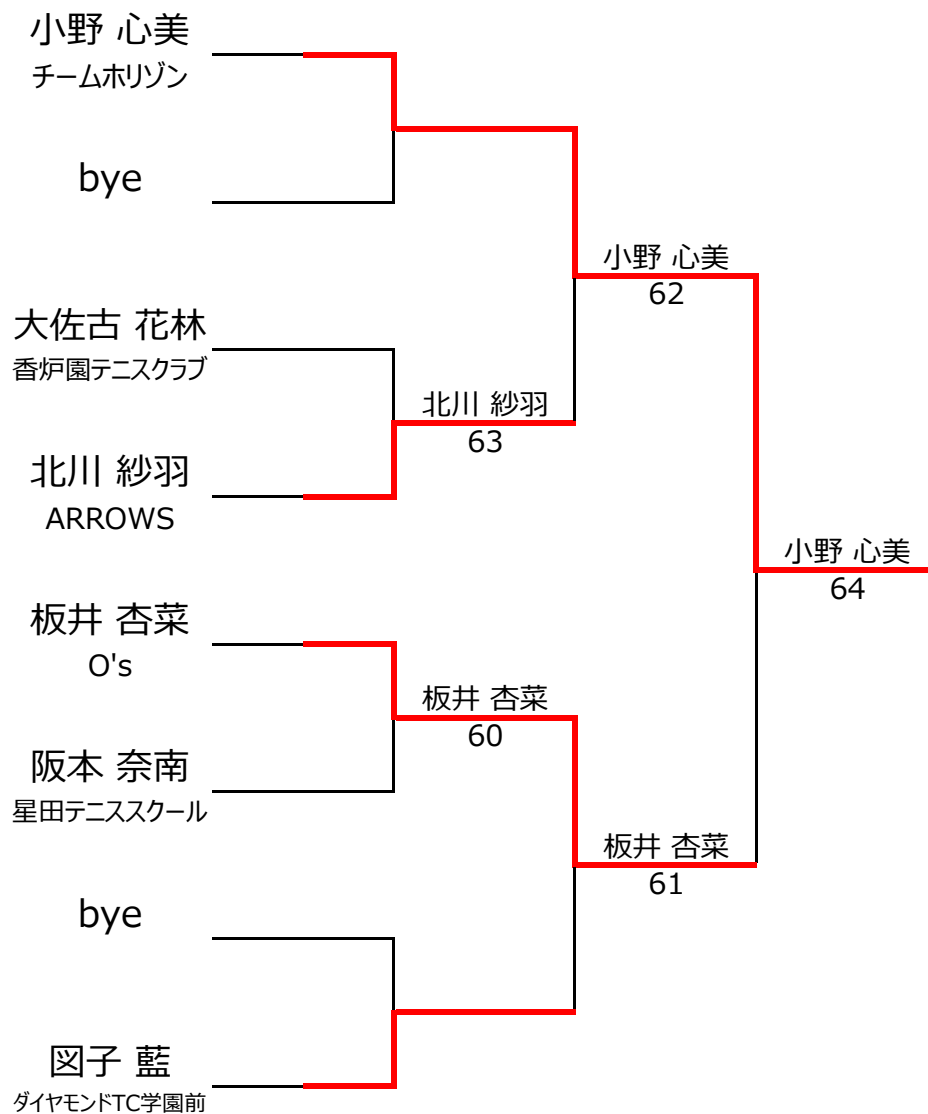 小野 心美
チームホリゾン
bye
小野 心美
62
大佐古 花林
香炉園テニスクラブ
北川 紗羽
63
北川 紗羽
ARROWS
小野 心美
64
板井 杏菜
O's
板井 杏菜
60
阪本 奈南
星田テニススクール
板井 杏菜
61
bye
図子 藍
ダイヤモンドTC学園前